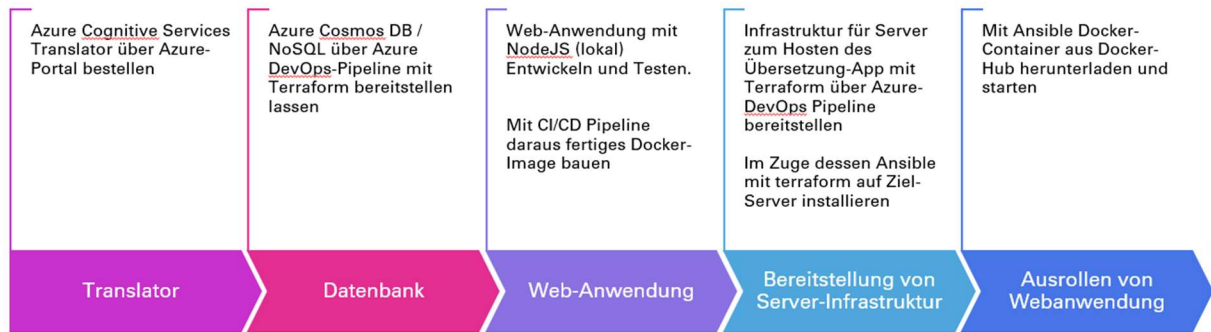 Azure Cognitive Services
Translator über Azure-
Portal bestellen
Azure Cosmos DB /
NoSQL über Azure
DevOps-Pipeline mit
Terraform bereitstellen
lassen
Web-Anwendung mit
NodeJS (lokal)
Entwickeln und Testen.
Mit CI/CD Pipeline
daraus fertiges Docker-
Image bauen
Infrastruktur für Server
zum Hosten des
Übersetzung-App mit
Terraform über Azure-
DevOps Pipeline
bereitstellen
Im Zuge dessen Ansible
mit terraform auf Ziel-
Server installieren
Mit Ansible Docker-
Container aus Docker-
Hub herunterladen und
starten
Translator
Datenbank
Web-Anwendung
Bereitstellung von
Server-Infrastruktur
Ausrollen von
Webanwendung